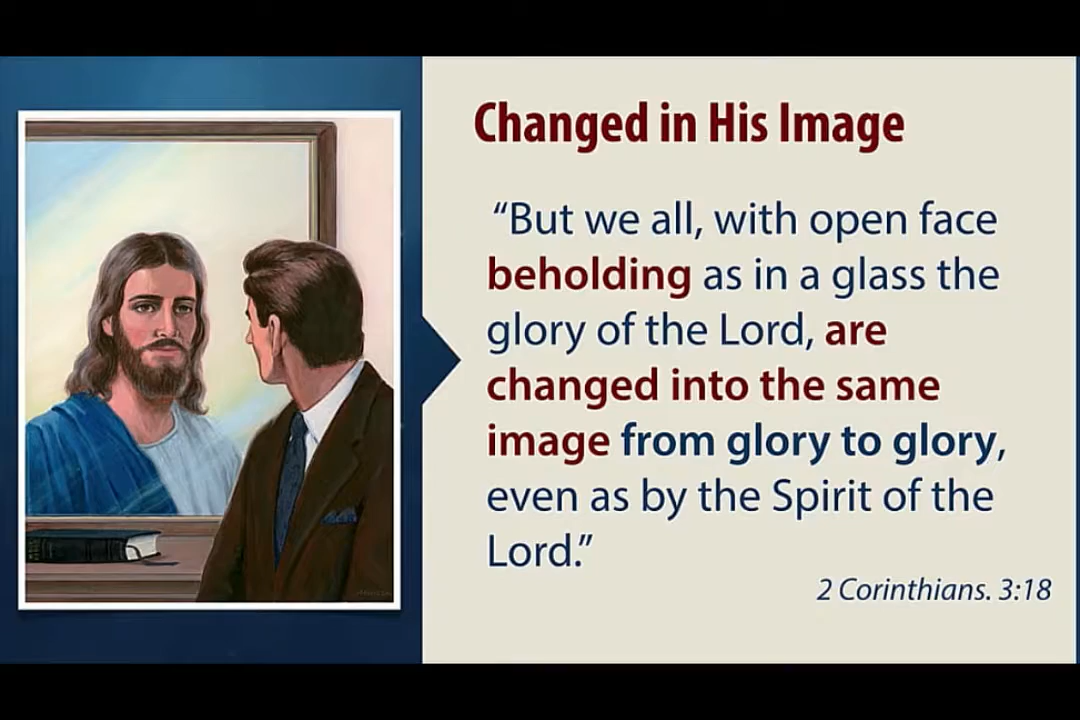 Changed in His Image
“But we all, with open face
beholding as in a glass the
glory of the Lord, are
changed into the same
image from glory to glory,
even as by the Spirit of the
Lord.”
2 Corinthians. 3:18